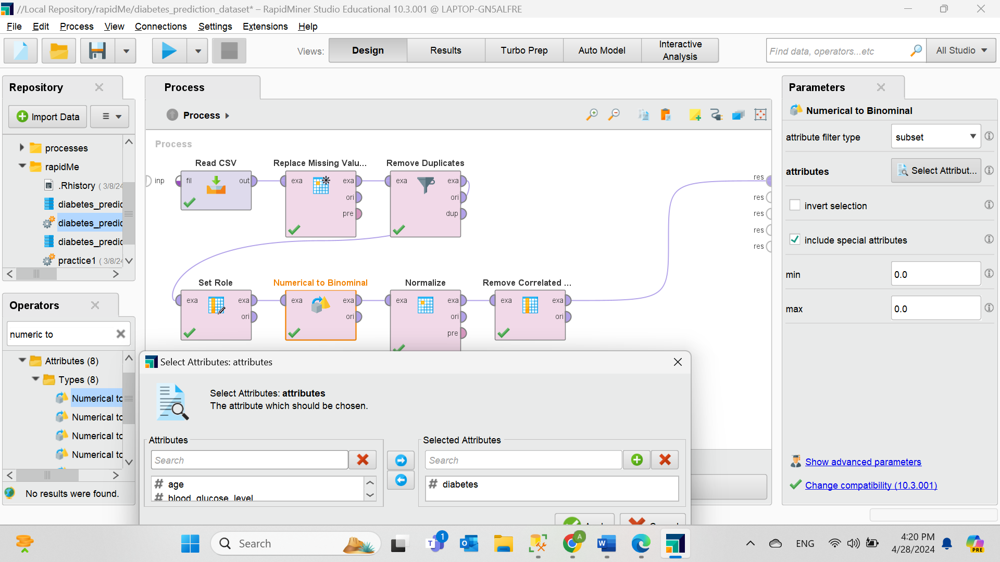 //Local Repository/rapidMe/diabetes_prediction_dataset* – RapidMiner Studio Educational 10.3.001 @ LAPTOP-GN5ALFRE
File Edit Process View Connections Settings Extensions Help
Views: Design Results Turbo Prep Auto Model Interactive Analysis
Find data, operators...etc All Studio
Repository
Import Data
processes
rapidMe
.Rhistory ( 3/8/24
diabetes_predic
diabetes_predic
diabetes_predic
practice1 ( 3/8/24
Operators
numeric to
Attributes (8)
Types (8)
Numerical to
Numerical to
Numerical to
Numerical to
No results were found.
Process
Process
Process
Read CSV Replace Missing Valu... Remove Duplicates
inp fil out exa exa exa exa res
ori ori res
pre dup res
res
res
Set Role Numerical to Binominal Normalize Remove Correlated ...
exa exa exa exa exa exa exa exa
ori ori ori ori
pre
Parameters
Numerical to Binominal
attribute filter type subset
attributes Select Attribut...
invert selection
include special attributes
min 0.0
max 0.0
Show advanced parameters
Change compatibility (10.3.001)
Select Attributes: attributes
Select Attributes: attributes
The attribute which should be chosen.
Attributes
Search
# age
# blood_glucose_level
Selected Attributes
Search
# diabetes
Search
1
A
PRE
ENG
4:20 PM
4/28/2024